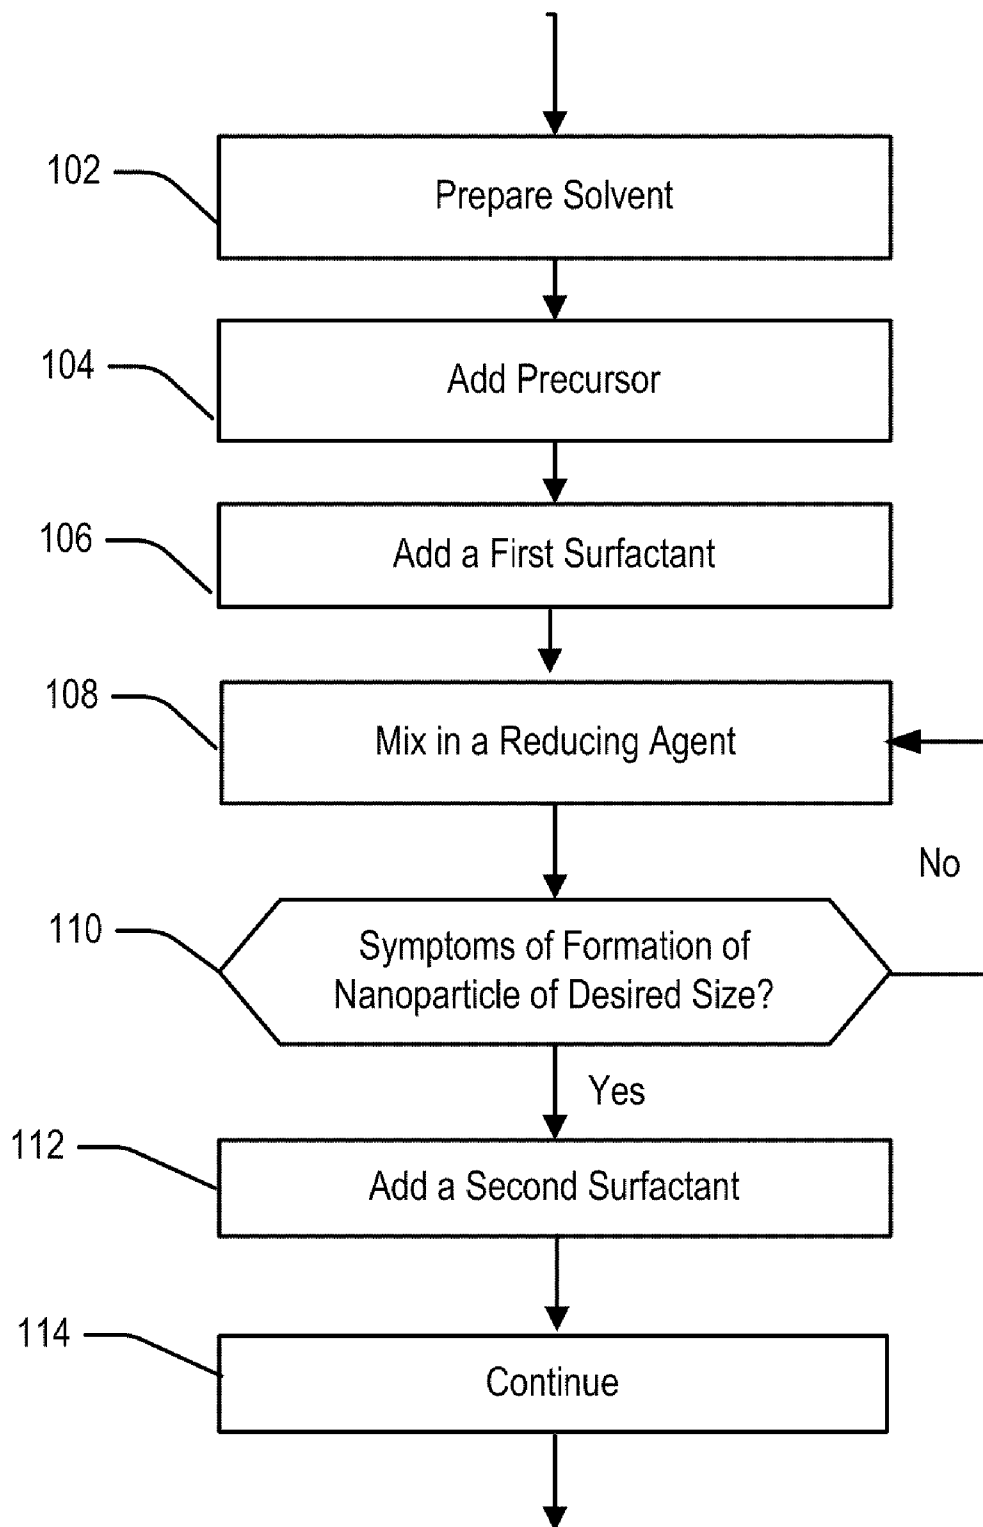 102
Prepare Solvent
104
Add Precursor
106
Add a First Surfactant
108
Mix in a Reducing Agent
No
110
Symptoms of Formation of
Nanoparticle of Desired Size?
Yes
112
Add a Second Surfactant
114
Continue